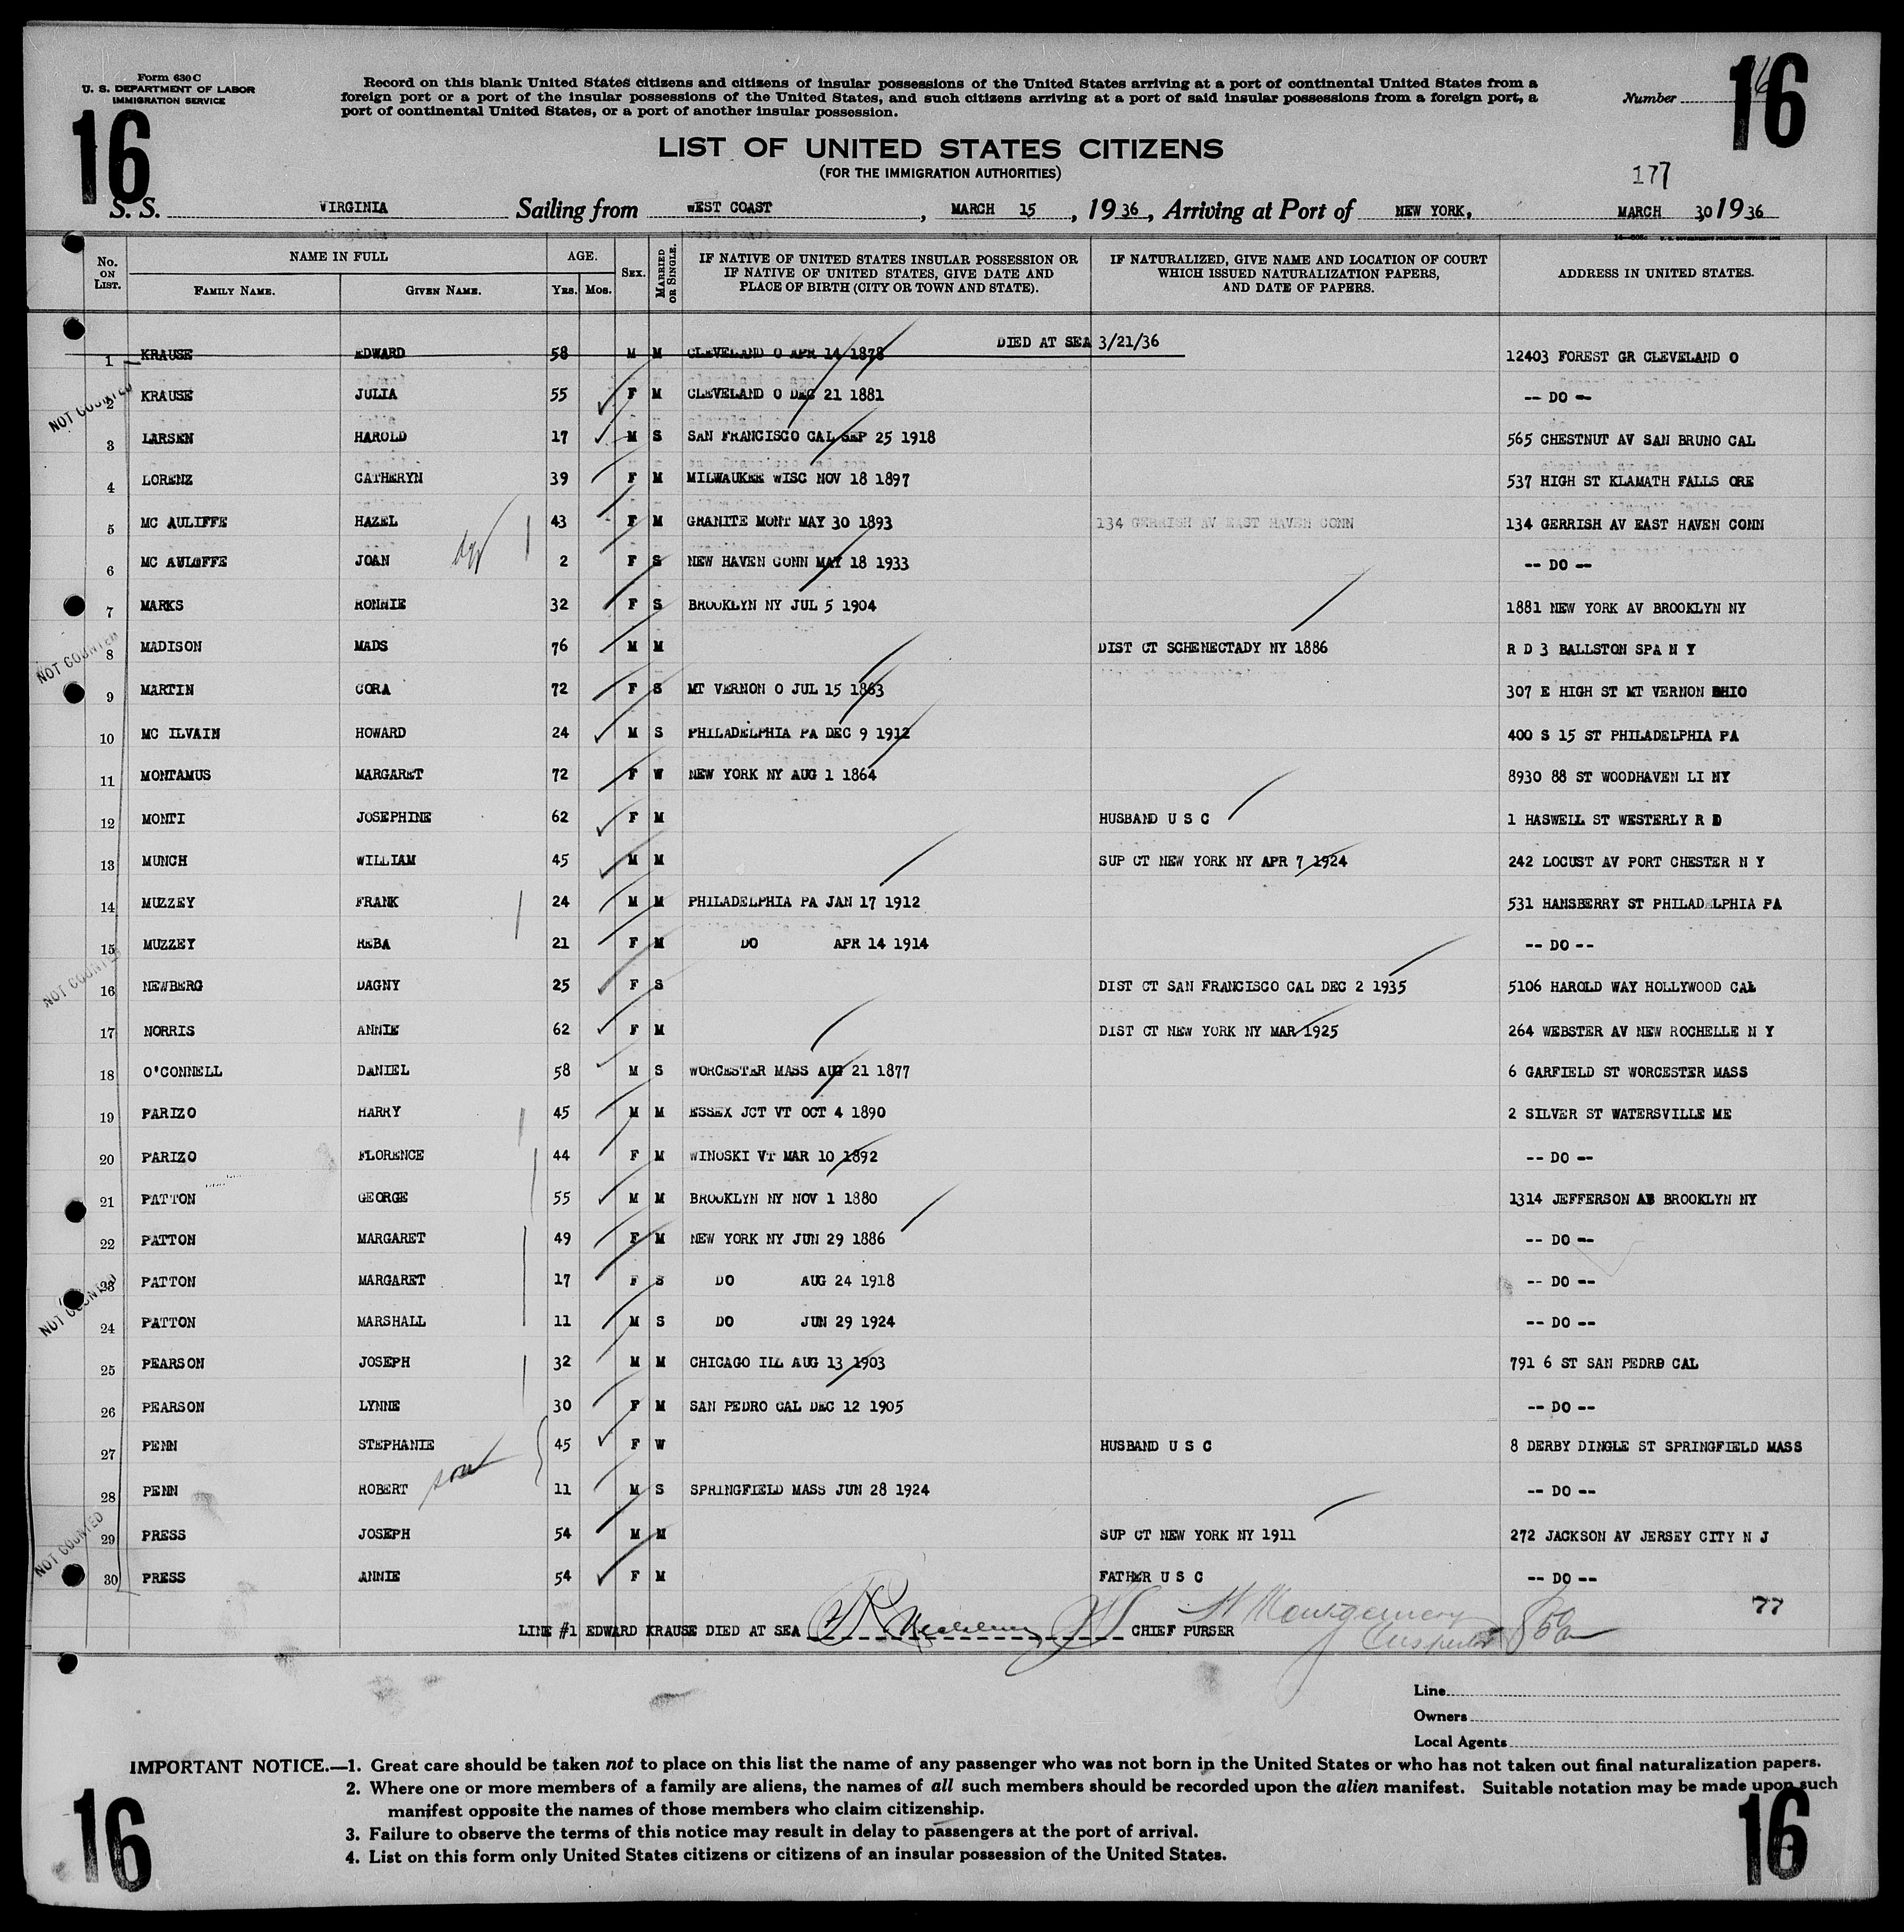 Form 630 C
U. S. DEPARTMENT OF LABOR
IMMIGRATION SERVICE
16
Record on this blank United States citizens and citizens of insular possessions of the United States arriving at a port of continental United States from a
foreign port or a port of the insular possessions of the United States, and such citizens arriving at a port of said insular possessions from a foreign port, a
port of continental United States, or a port of another insular possession.
Number 16
16
LIST OF UNITED STATES CITIZENS
(FOR THE IMMIGRATION AUTHORITIES)
177
S. S. VIRGINIA Sailing from WEST COAST, MARCH 15, 1936, Arriving at Port of NEW YORK, MARCH 30 1936
No. ON LIST. NAME IN FULL FAMILY NAME. GIVEN NAME. AGE. YRS. MOS. SEX. MARRIED OR SINGLE. IF NATIVE OF UNITED STATES INSULAR POSSESSION OR IF NATIVE OF UNITED STATES, GIVE DATE AND PLACE OF BIRTH (CITY OR TOWN AND STATE). IF NATURALIZED, GIVE NAME AND LOCATION OF COURT WHICH ISSUED NATURALIZATION PAPERS, AND DATE OF PAPERS. ADDRESS IN UNITED STATES.
1 KRAUSE EDWARD 58 M M CLEVELAND O APR 14 1878 DIED AT SEA 3/21/36 12403 FOREST GR CLEVELAND O
NOT COUNTED
2 KRAUSE JULIA 55 F M CLEVELAND O DEC 21 1881 -- DO --
3 LARSEN HAROLD 17 M S SAN FRANCISCO CAL SEP 25 1918 565 CHESTNUT AV SAN BRUNO CAL
4 LORENZ CATHERYN 39 F M MILWAUKEE WISC NOV 18 1897 537 HIGH ST KLAMATH FALLS ORE
5 MC AULIFFE HAZEL 43 F M GRANITE MONT MAY 30 1893 134 GERRISH AV EAST HAVEN CONN 134 GERRISH AV EAST HAVEN CONN
6 MC AULIFFE JOAN 2 F S NEW HAVEN CONN MAY 18 1933 -- DO --
7 MARKS RONNIE 32 F S BROOKLYN NY JUL 5 1904 1881 NEW YORK AV BROOKLYN NY
NOT COUNTED
8 MADISON MADS 76 M M DIST CT SCHENECTADY NY 1886 R D 3 BALLSTON SPA N Y
9 MARTIN CORA 72 F S MT VERNON O JUL 15 1863 307 E HIGH ST MT VERNON OHIO
10 MC ILVAIN HOWARD 24 M S PHILADELPHIA PA DEC 9 1912 400 S 15 ST PHILADELPHIA PA
11 MONTAMUS MARGARET 72 F W NEW YORK NY AUG 1 1864 8930 88 ST WOODHAVEN LI NY
12 MONTI JOSEPHINE 62 F M HUSBAND U S C 1 HASWELL ST WESTERLY R D
13 MUNCH WILLIAM 45 M M SUP CT NEW YORK NY APR 7 1924 242 LOCUST AV PORT CHESTER N Y
14 MUZZEY FRANK 24 M M PHILADELPHIA PA JAN 17 1912 531 HANSBERRY ST PHILADELPHIA PA
15 MUZZEY REBA 21 F M DO APR 14 1914 -- DO --
NOT COUNTED
16 NEWBERG DAGNY 25 F S DIST CT SAN FRANCISCO CAL DEC 2 1935 5106 HAROLD WAY HOLLYWOOD CAL
17 NORRIS ANNIE 62 F M DIST CT NEW YORK NY MAR 1925 264 WEBSTER AV NEW ROCHELLE N Y
18 O'CONNELL DANIEL 58 M S WORCESTER MASS AUG 21 1877 6 GARFIELD ST WORCESTER MASS
19 PARIZO HARRY 45 M M ESSEX JCT VT OCT 4 1890 2 SILVER ST WATERSVILLE ME
20 PARIZO FLORENCE 44 F M WINOSKI VT MAR 10 1892 -- DO --
21 PATTON GEORGE 55 M M BROOKLYN NY NOV 1 1880 1314 JEFFERSON AB BROOKLYN NY
22 PATTON MARGARET 49 F M NEW YORK NY JUN 29 1886 -- DO --
23 PATTON MARGARET 17 F S DO AUG 24 1918 -- DO --
NOT COUNTED
24 PATTON MARSHALL 11 M S DO JUN 29 1924 -- DO --
25 PEARSON JOSEPH 32 M M CHICAGO ILL AUG 13 1903 791 6 ST SAN PEDRO CAL
26 PEARSON LYNNE 30 F M SAN PEDRO CAL DEC 12 1905 -- DO --
27 PENN STEPHANIE 45 F W HUSBAND U S C 8 DERBY DINGLE ST SPRINGFIELD MASS
28 PENN ROBERT son 11 M S SPRINGFIELD MASS JUN 28 1924 -- DO --
NOT COUNTED
29 PRESS JOSEPH 54 M M SUP CT NEW YORK NY 1911 272 JACKSON AV JERSEY CITY N J
30 PRESS ANNIE 54 F M FATHER U S C -- DO --
77
LINE #1 EDWARD KRAUSE DIED AT SEA CHIEF PURSER Montgomery Inspector
Line
Owners
Local Agents
IMPORTANT NOTICE.—1. Great care should be taken not to place on this list the name of any passenger who was not born in the United States or who has not taken out final naturalization papers.
2. Where one or more members of a family are aliens, the names of all such members should be recorded upon the alien manifest. Suitable notation may be made upon such
manifest opposite the names of those members who claim citizenship.
3. Failure to observe the terms of this notice may result in delay to passengers at the port of arrival.
4. List on this form only United States citizens or citizens of an insular possession of the United States.
16
16